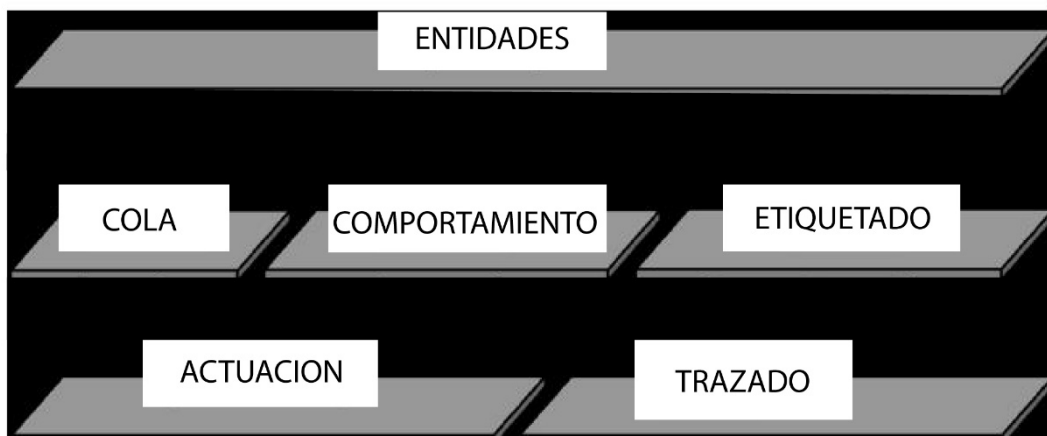 ENTIDADES
COLA
COMPORTAMIENTO
ETIQUETADO
ACTUACION
TRAZADO